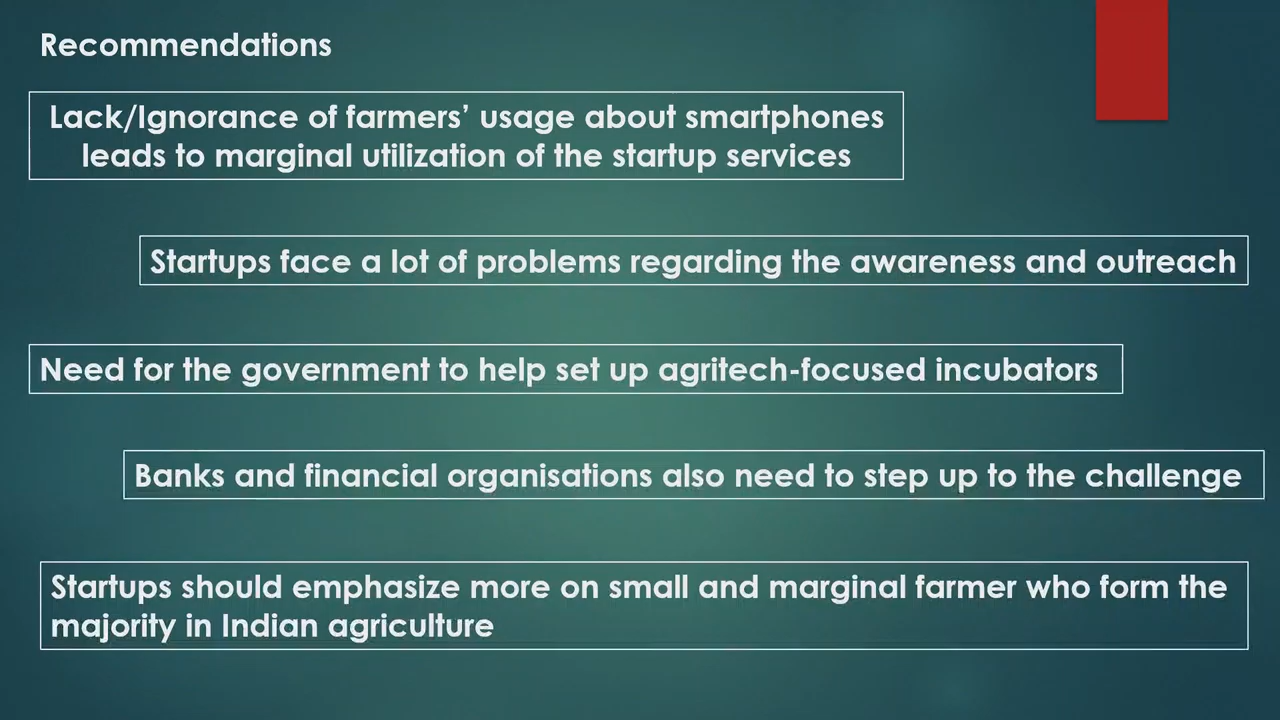 Recommendations
Lack/Ignorance of farmers’ usage about smartphones
leads to marginal utilization of the startup services
Startups face a lot of problems regarding the awareness and outreach
Need for the government to help set up agritech-focused incubators
Banks and financial organisations also need to step up to the challenge
Startups should emphasize more on small and marginal farmer who form the
majority in Indian agriculture